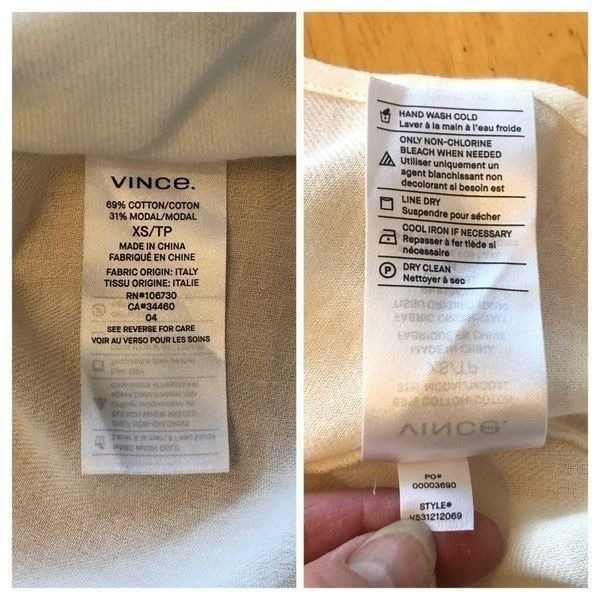 VINCE.
69% COTTON/COTON
31% MODAL/MODAL
XS/TP
MADE IN CHINA
FABRIQUÉ EN CHINE
FABRIC ORIGIN: ITALY
TISSU ORIGINE: ITALIE
RN#106730
CA#34460
04
SEE REVERSE FOR CARE
VOIR AU VERSO POUR LES SOINS
HAND WASH COLD
Laver à la main à l'eau froide
ONLY NON-CHLORINE
BLEACH WHEN NEEDED
Utiliser uniquement un
agent blanchissant non
decolorant si besoin est
LINE DRY
Suspendre pour sécher
COOL IRON IF NECESSARY
Repasser à fer tiède si
nécessaire
P
DRY CLEAN
Nettoyer à sec
VINCE.
PO#
00003690
STYLE#
V531212069